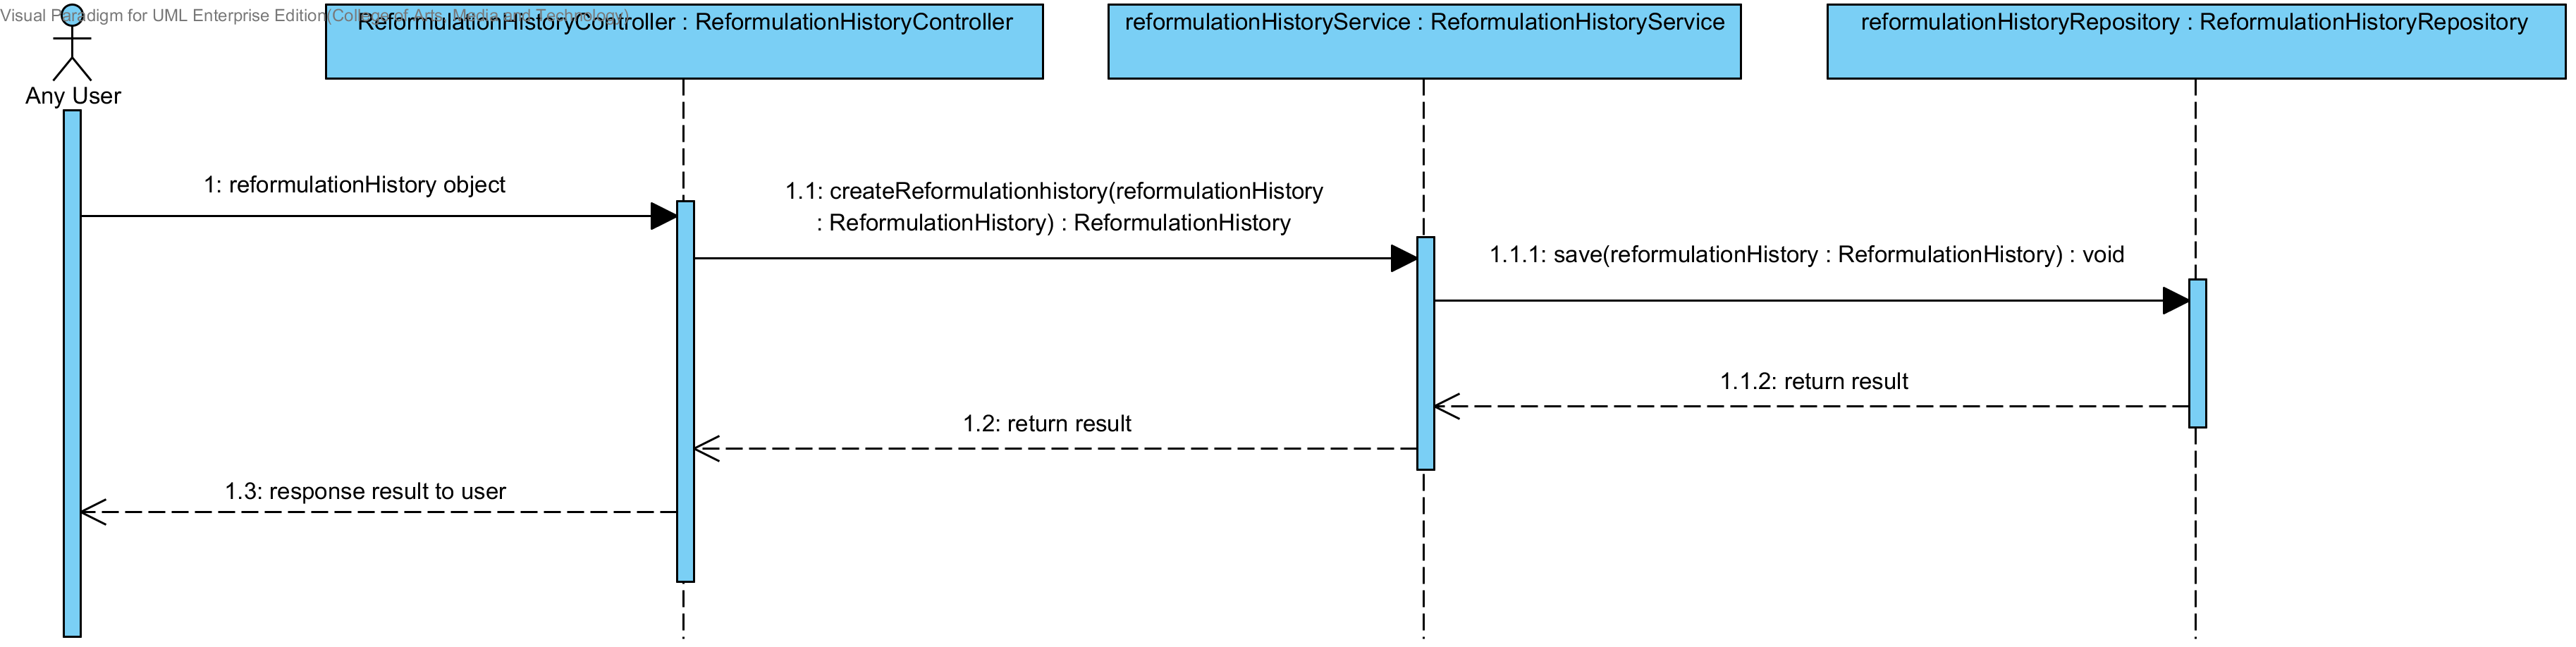 Visual Paradigm for UML Enterprise Edition(College of Arts, Media and Technology)
ReformulationHistoryController : ReformulationHistoryController
reformulationHistoryService : ReformulationHistoryService
reformulationHistoryRepository : ReformulationHistoryRepository
Any User
1: reformulationHistory object
1.1: createReformulationhistory(reformulationHistory
: ReformulationHistory) : ReformulationHistory
1.1.1: save(reformulationHistory : ReformulationHistory) : void
1.1.2: return result
1.2: return result
1.3: response result to user